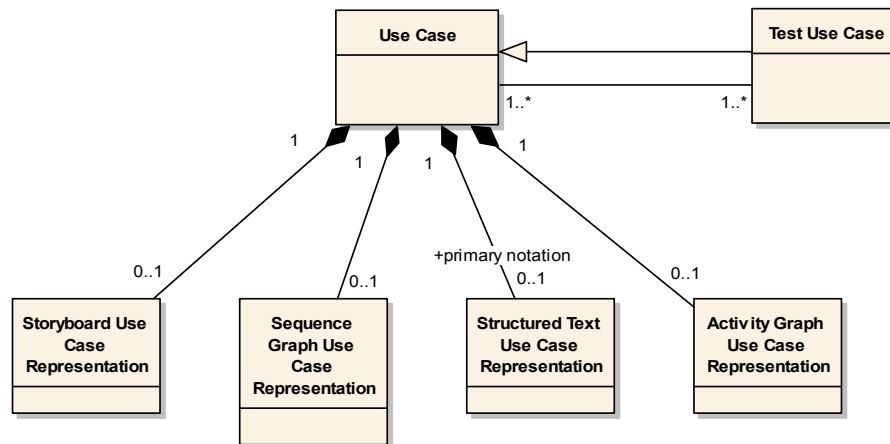 Use Case
Test Use Case
1..*
1..*
1
1
1
1
+primary notation
0..1
0..1
0..1
0..1
Storyboard Use
Case
Representation
Sequence
Graph Use
Case
Representation
Structured Text
Use Case
Representation
Activity Graph
Use Case
Representation